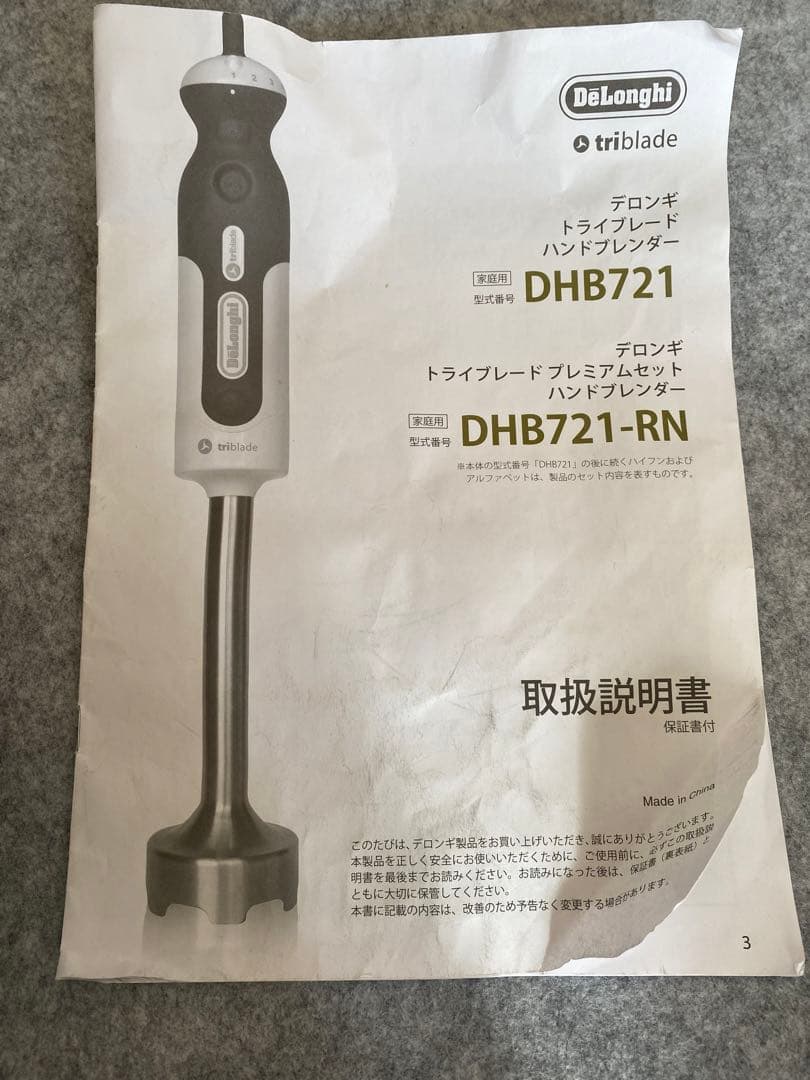 1 2 3
triblade
DēLonghi
triblade
DēLonghi
triblade
デロンギ
トライブレード
ハンドブレンダー
家庭用
型式番号 DHB721
デロンギ
トライブレード プレミアムセット
ハンドブレンダー
家庭用
型式番号 DHB721-RN
※本体の型式番号「DHB721」の後に続くハイフンおよび
アルファベットは、製品のセット内容を表すものです。
取扱説明書
保証書付
Made in China
このたびは、デロンギ製品をお買い上げいただき、誠にありがとうございます。
本製品を正しく安全にお使いいただくために、ご使用前に、必ずこの取扱説
明書を最後までお読みください。お読みになった後は、保証書（裏表紙）と
ともに大切に保管してください。
本書に記載の内容は、改善のため予告なく変更する場合があります。
3